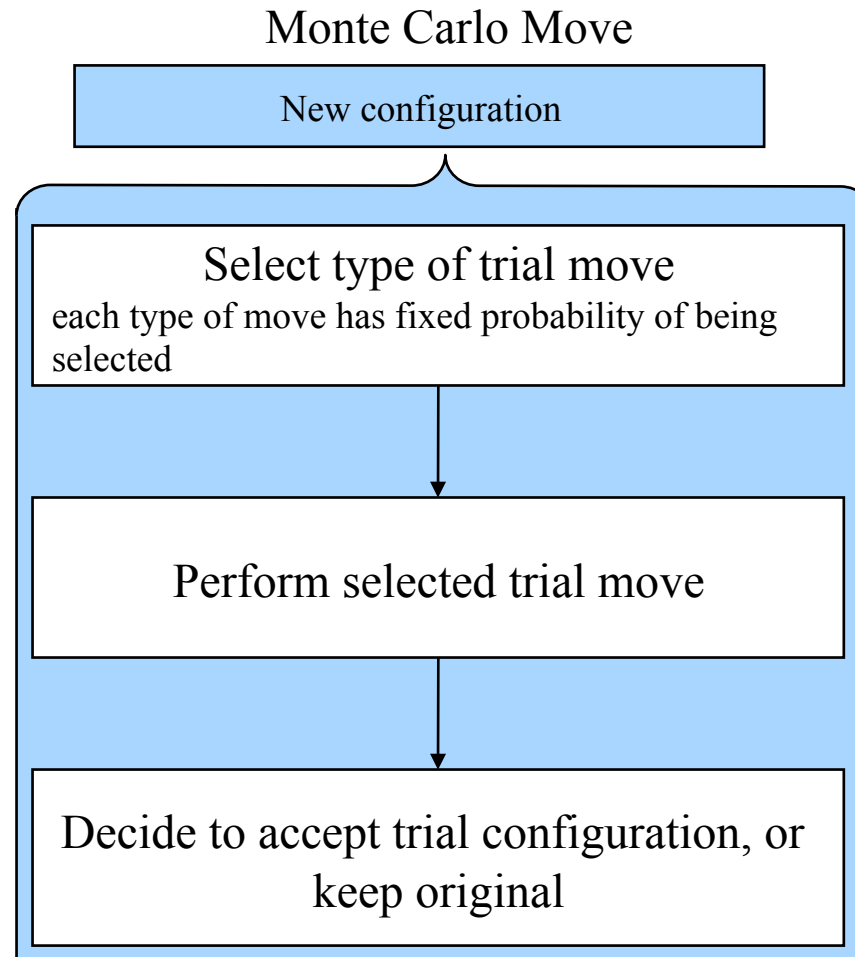 Monte Carlo Move
New configuration
Select type of trial move
each type of move has fixed probability of being
selected
Perform selected trial move
Decide to accept trial configuration, or
keep original